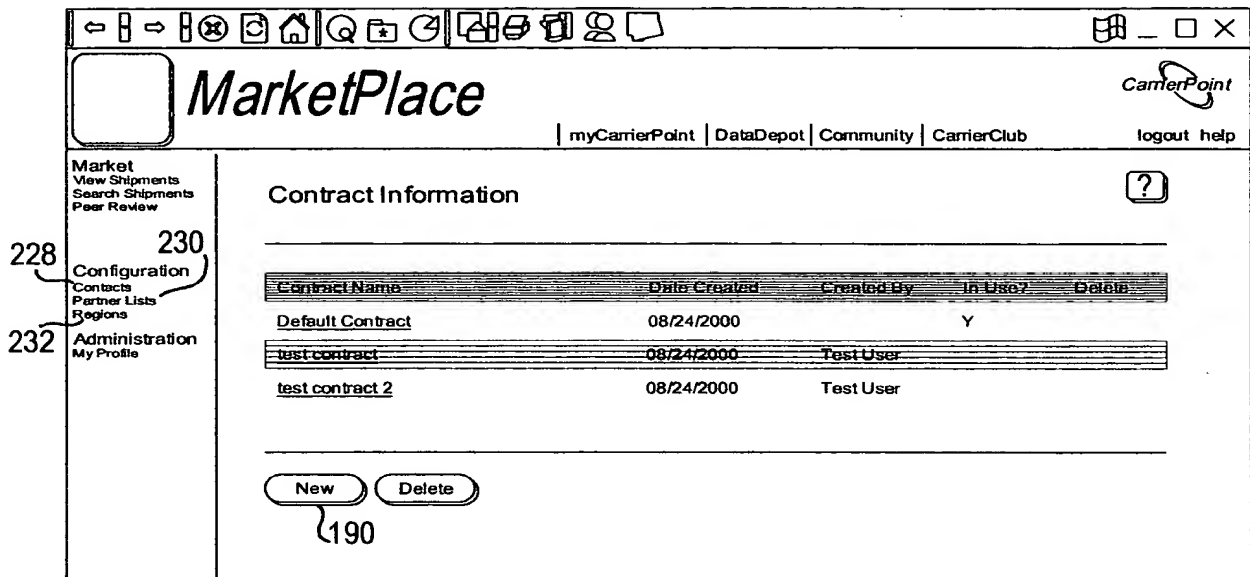 MarketPlace
CarrierPoint
myCarrierPoint | DataDepot | Community | CarrierClub
logout help
Market
View Shipments
Search Shipments
Peer Review
Contract Information
?
228
230
Configuration
Contacts
Partner Lists
Regions
232
Administration
My Profile
Contract Name Date Created Created By In Use? Delete
Default Contract 08/24/2000 Y
test contract 08/24/2000 Test User
test contract 2 08/24/2000 Test User
New Delete
190